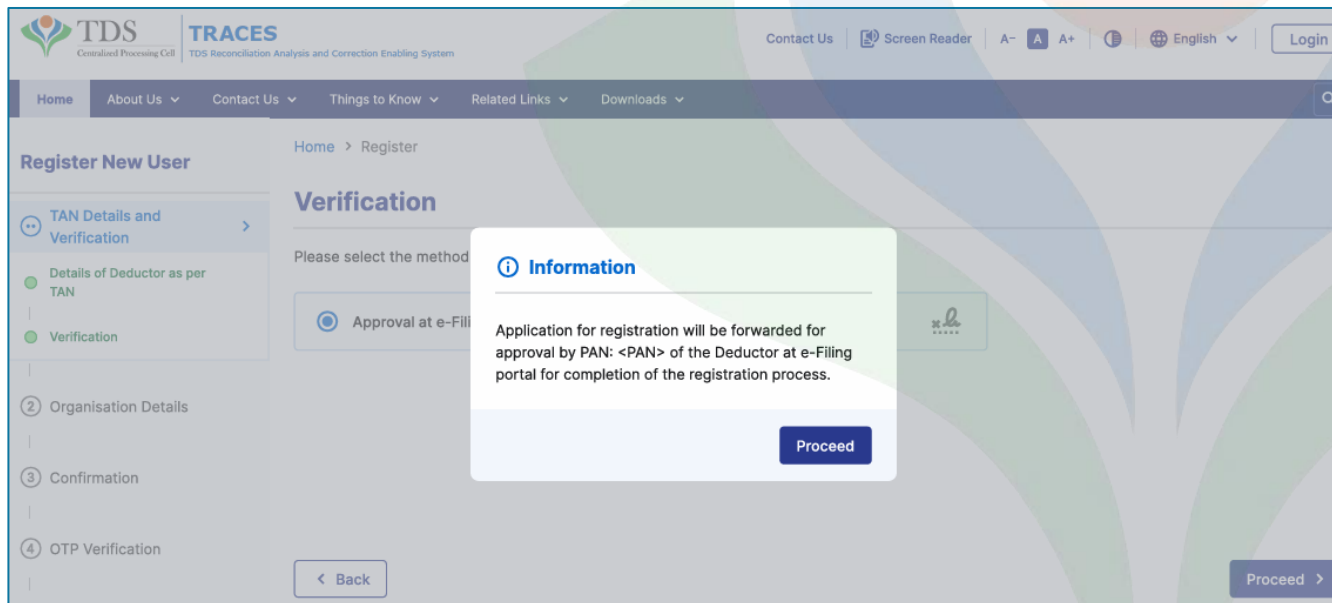 TDS
Centralized Processing Cell
TRACES
TDS Reconciliation Analysis and Correction Enabling System
Contact Us
Screen Reader
A- A A+
English
Login
Home About Us Contact Us Things to Know Related Links Downloads
Register New User
TAN Details and
Verification
Details of Deductor as per
TAN
Verification
2 Organisation Details
3 Confirmation
4 OTP Verification
Home > Register
Verification
Please select the method
Approval at e-Fili
Information
Application for registration will be forwarded for
approval by PAN: <PAN> of the Deductor at e-Filing
portal for completion of the registration process.
Proceed
< Back
Proceed >